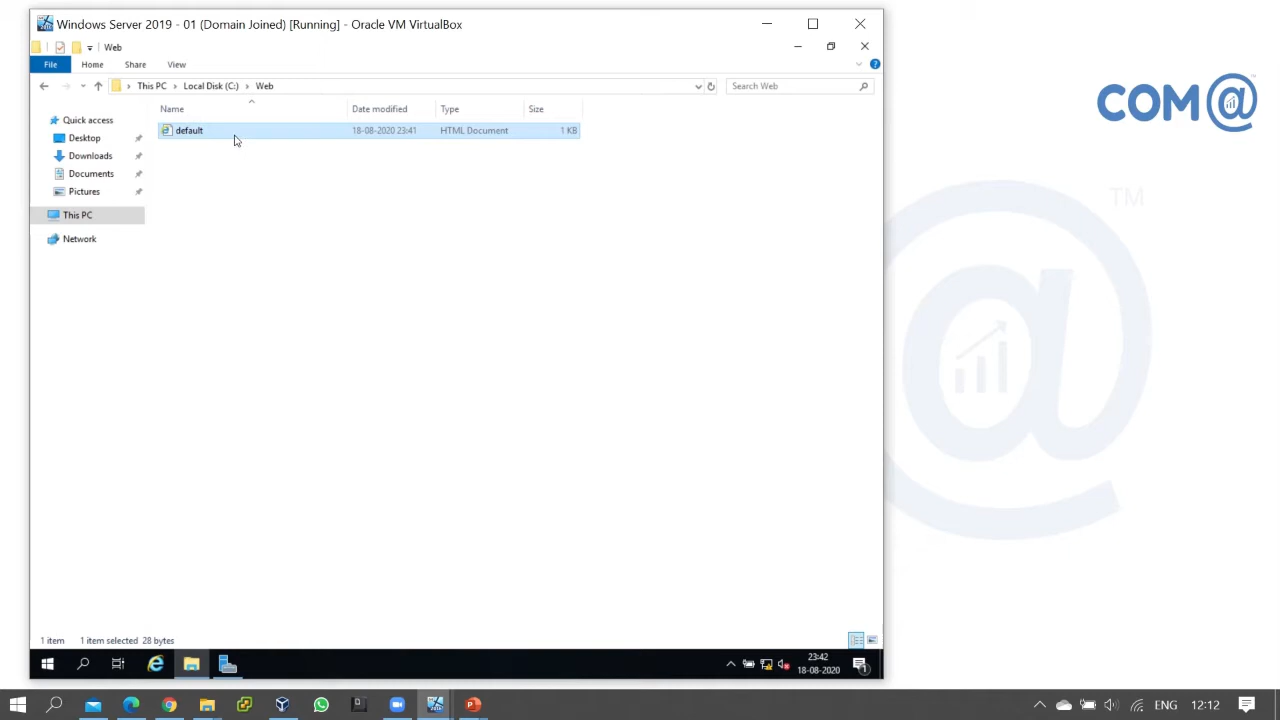 Windows Server 2019 - 01 (Domain Joined) [Running] - Oracle VM VirtualBox
Web
File Home Share View
This PC Local Disk (C:) Web
Search Web
Name Date modified Type Size
default 18-08-2020 23:41 HTML Document 1 KB
Quick access
Desktop
Downloads
Documents
Pictures
This PC
Network
1 item 1 item selected 28 bytes
23:42
18-08-2020
1
COM@
TM
ENG 12:12